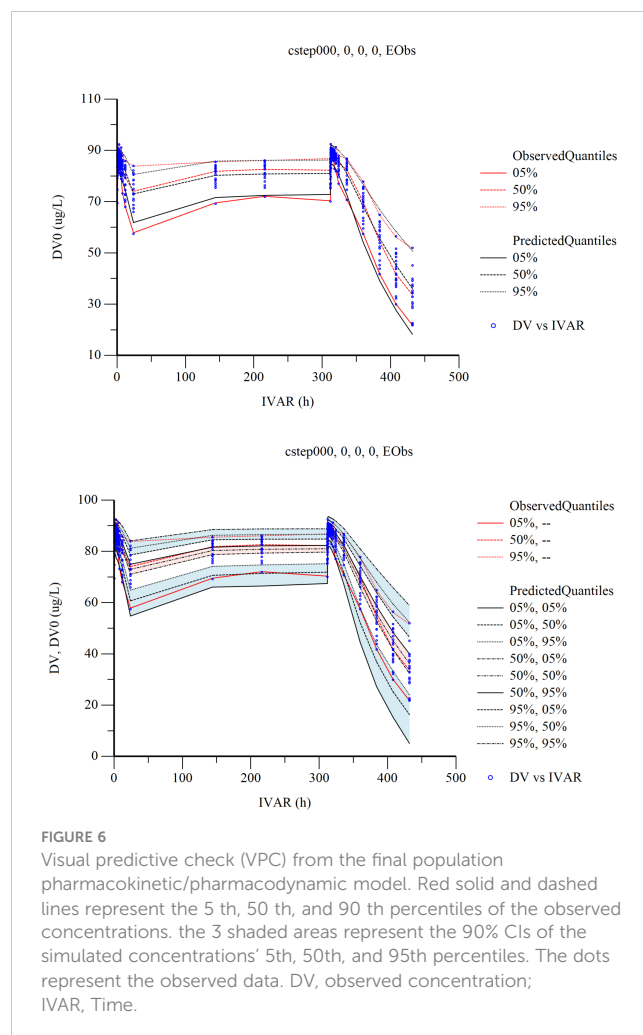 cstep000, 0, 0, 0, EObs
110
90
70
50
30
10
DV0 (ug/L)
0
100
200
300
400
500
IVAR (h)
ObservedQuantiles
05%
50%
95%
PredictedQuantiles
05%
50%
95%
DV vs IVAR
cstep000, 0, 0, 0, EObs
100
80
60
40
20
0
DV, DV0 (ug/L)
0
100
200
300
400
500
IVAR (h)
ObservedQuantiles
05%, --
50%, --
95%, --
PredictedQuantiles
05%, 05%
05%, 50%
05%, 95%
50%, 05%
50%, 50%
50%, 95%
95%, 05%
95%, 50%
95%, 95%
DV vs IVAR
FIGURE 6
Visual predictive check (VPC) from the final population
pharmacokinetic/pharmacodynamic model. Red solid and dashed
lines represent the 5 th, 50 th, and 90 th percentiles of the observed
concentrations. the 3 shaded areas represent the 90% CIs of the
simulated concentrations' 5th, 50th, and 95th percentiles. The dots
represent the observed data. DV, observed concentration;
IVAR, Time.